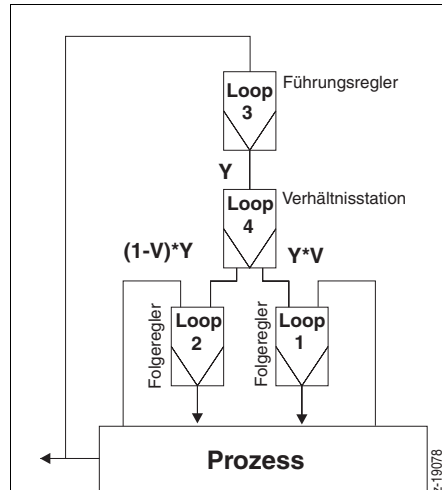 Loop
3
Führungsregler
Y
Loop
4
Verhältnisstation
(1-V)*Y
Y*V
Folgeregler
Loop
2
Folgeregler
Loop
1
Prozess
z-19078